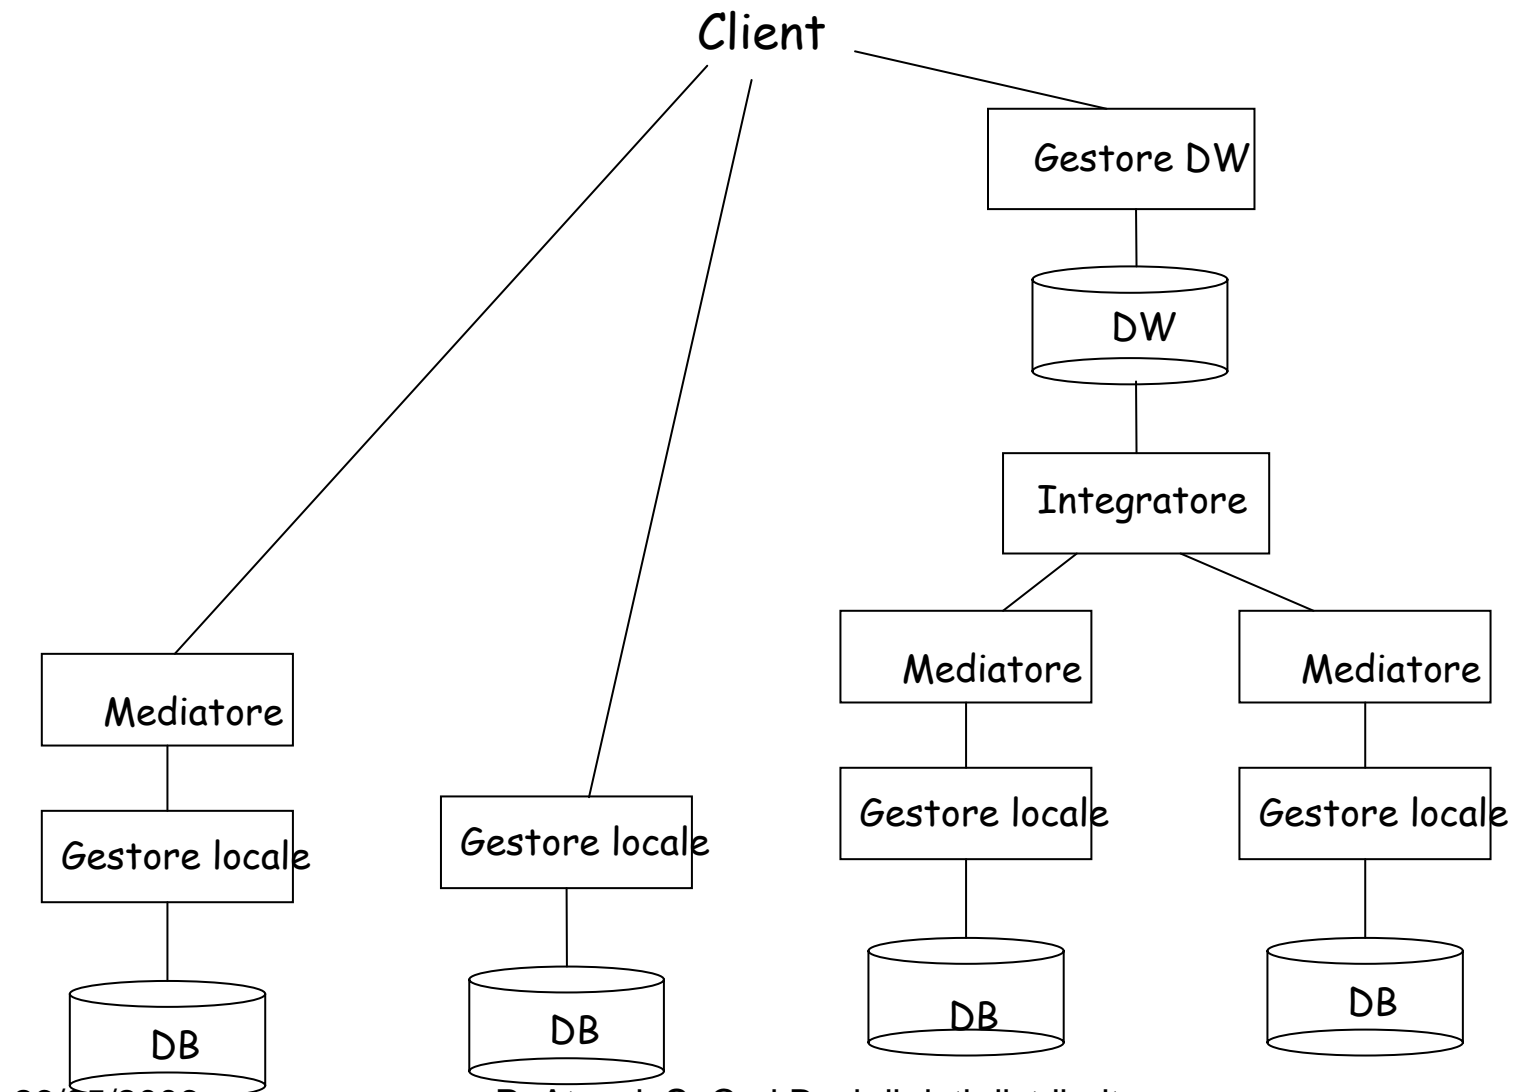 Client
Gestore DW
DW
Integratore
Mediatore
Mediatore
Mediatore
Gestore locale
Gestore locale
Gestore locale
Gestore locale
DB
DB
DB
DB